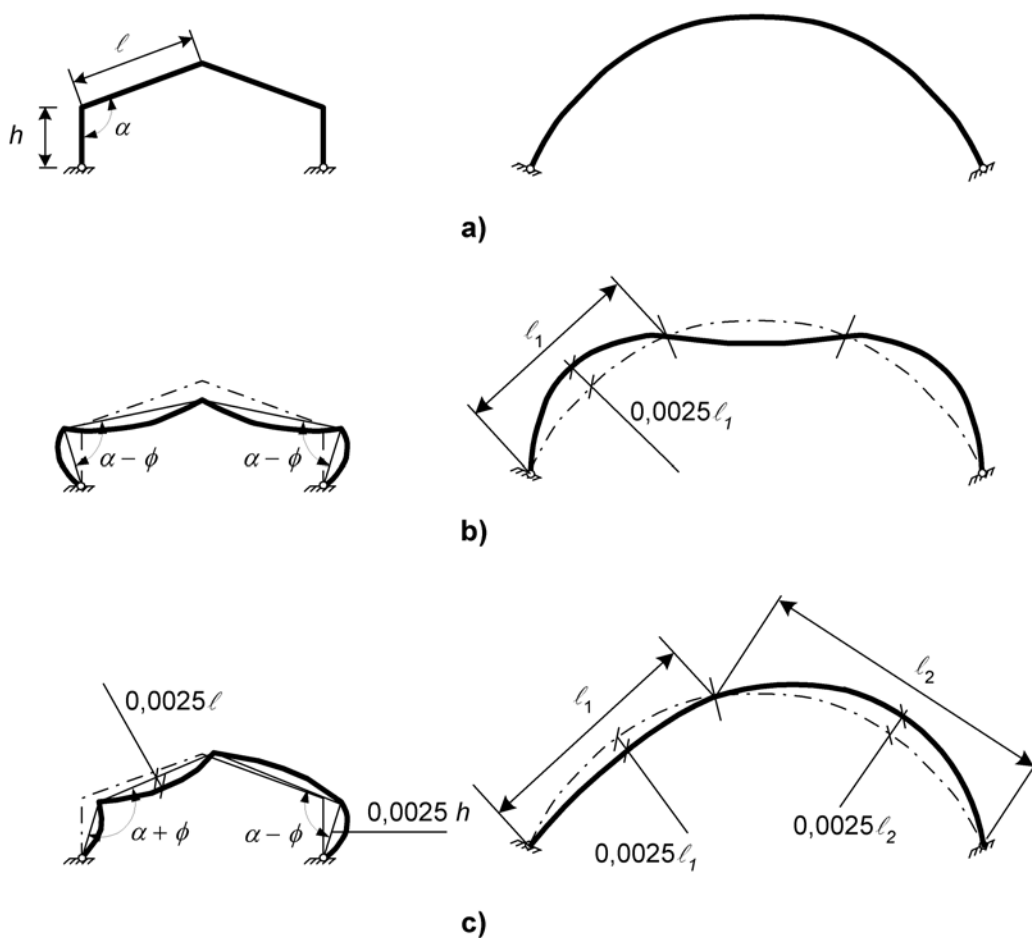 ℓ
h
α
a)
ℓ₁
0,0025ℓ₁
α − ϕ
α − ϕ
b)
0,0025ℓ
ℓ₁
ℓ₂
α + ϕ
α − ϕ
0,0025 h
0,0025ℓ₁
0,0025ℓ₂
c)